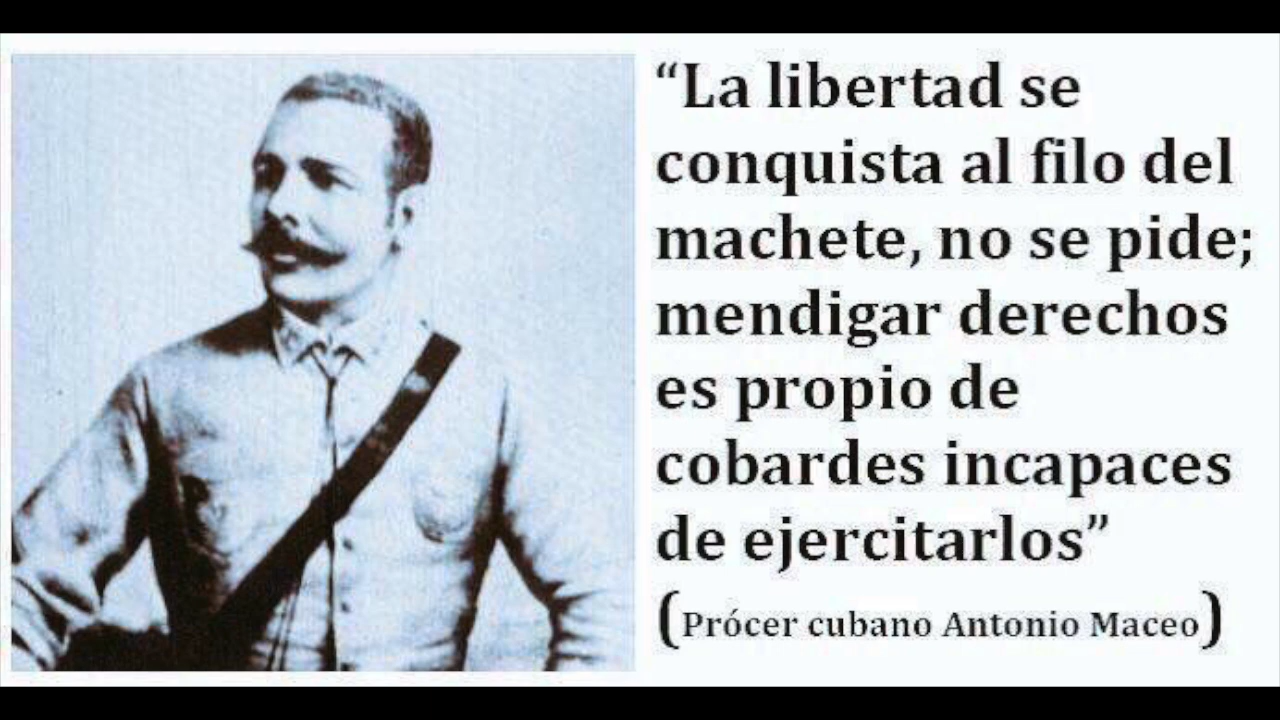 “La libertad se
conquista al filo del
machete, no se pide;
mendigar derechos
es propio de
cobardes incapaces
de ejercitarlos”
(Prócer cubano Antonio Maceo)